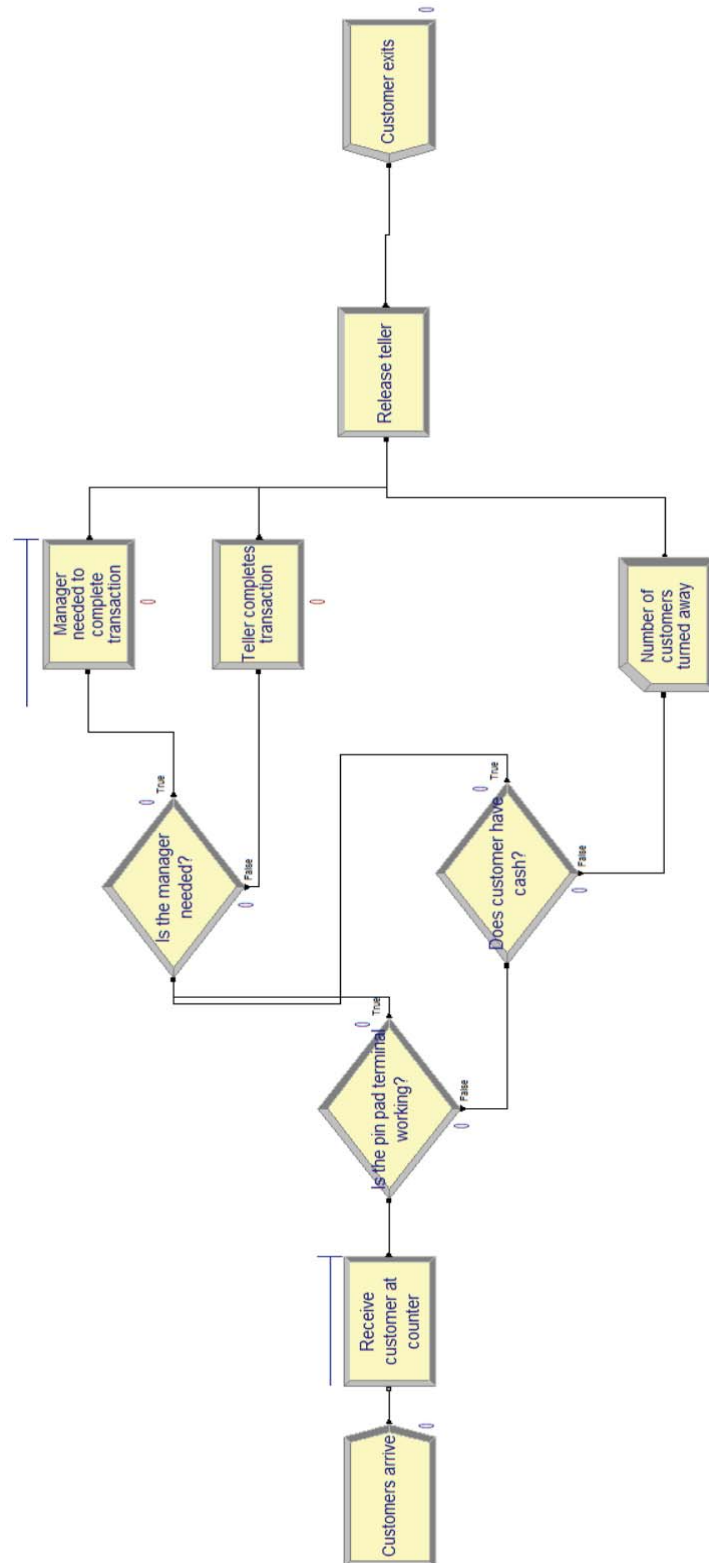 Customers arrive
0
Receive
customer at
counter
Is the pin pad terminal
working?
0
True
0
False
Is the manager
needed?
0
True
0
False
Does customer have
cash?
0
True
0
False
Manager
needed to
complete
transaction
0
Teller completes
transaction
0
Number of
customers
turned away
Release teller
Customer exits
0